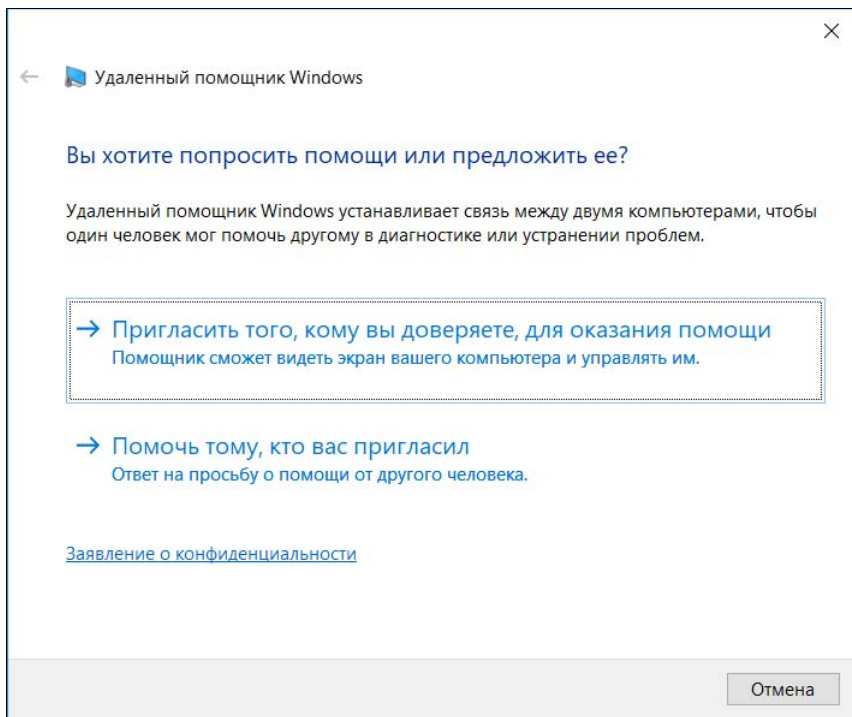 Удаленный помощник Windows
Вы хотите попросить помощи или предложить ее?
Удаленный помощник Windows устанавливает связь между двумя компьютерами, чтобы
один человек мог помочь другому в диагностике или устранении проблем.
Пригласить того, кому вы доверяете, для оказания помощи
Помощник сможет видеть экран вашего компьютера и управлять им.
Помочь тому, кто вас пригласил
Ответ на просьбу о помощи от другого человека.
Заявление о конфиденциальности
Отмена